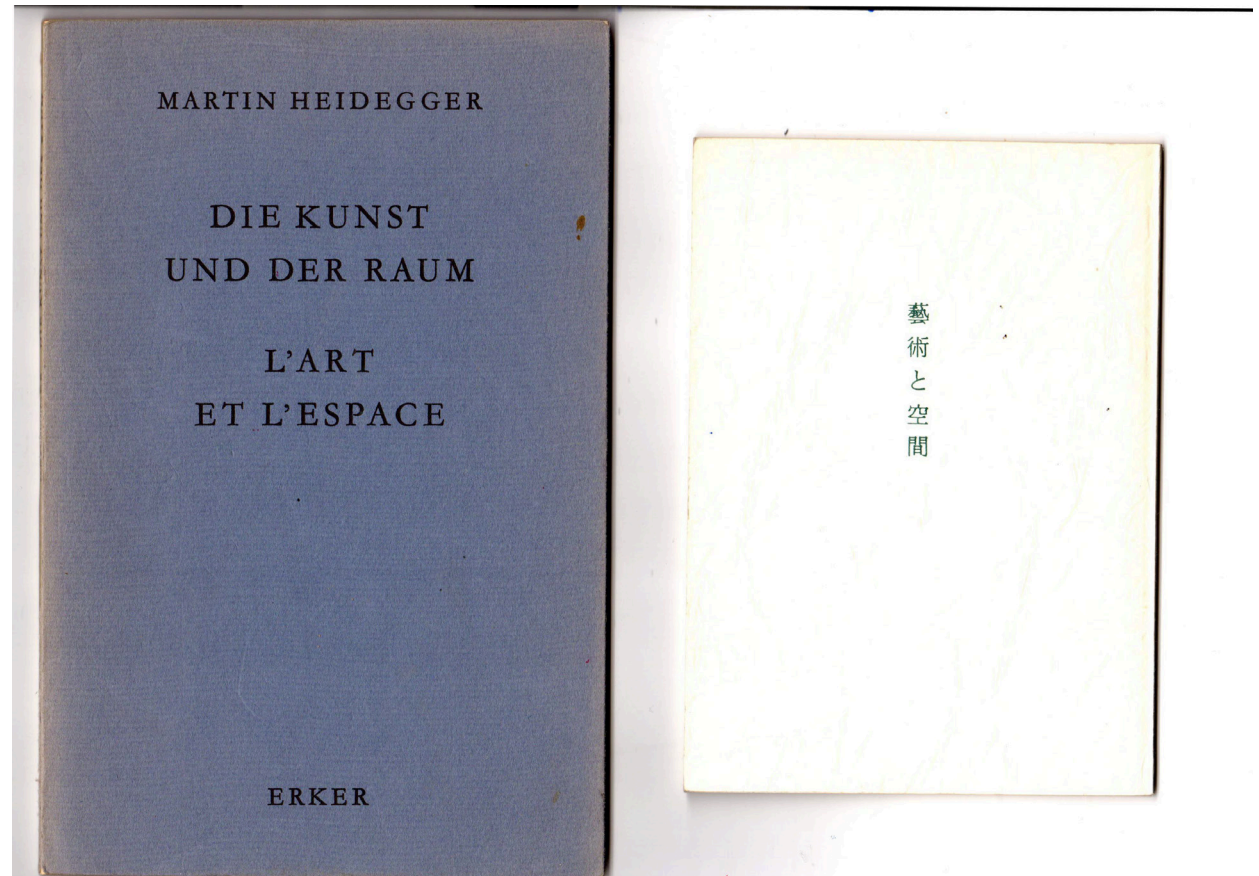 MARTIN HEIDEGGER
DIE KUNST
UND DER RAUM
L'ART
ET L'ESPACE
ERKER
藝術と空間